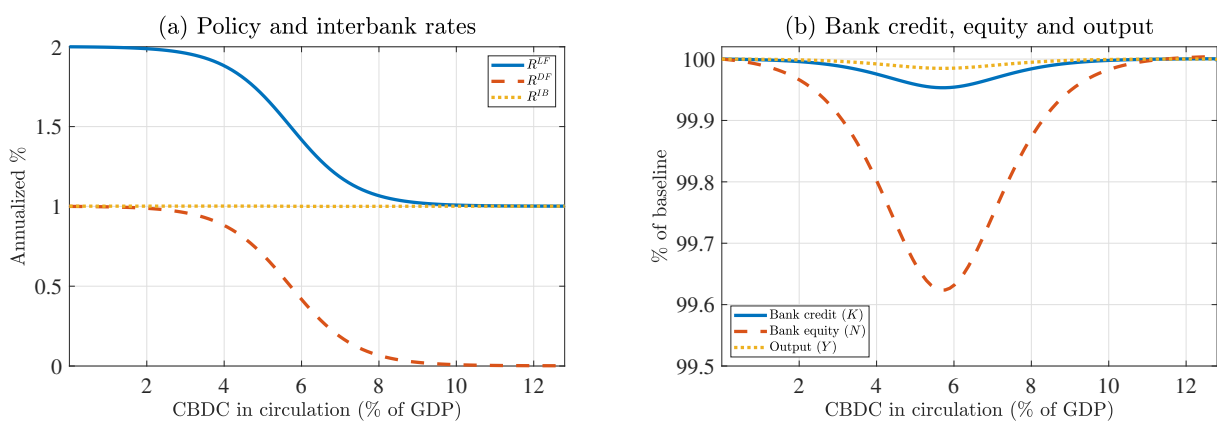 (a) Policy and interbank rates
Annualized %
2
1.5
1
0.5
0
R^{LF}
R^{DF}
R^{IB}
2 4 6 8 10 12
CBDC in circulation (% of GDP)
(b) Bank credit, equity and output
% of baseline
100
99.9
99.8
99.7
99.6
99.5
Bank credit (K)
Bank equity (N)
Output (Y)
2 4 6 8 10 12
CBDC in circulation (% of GDP)